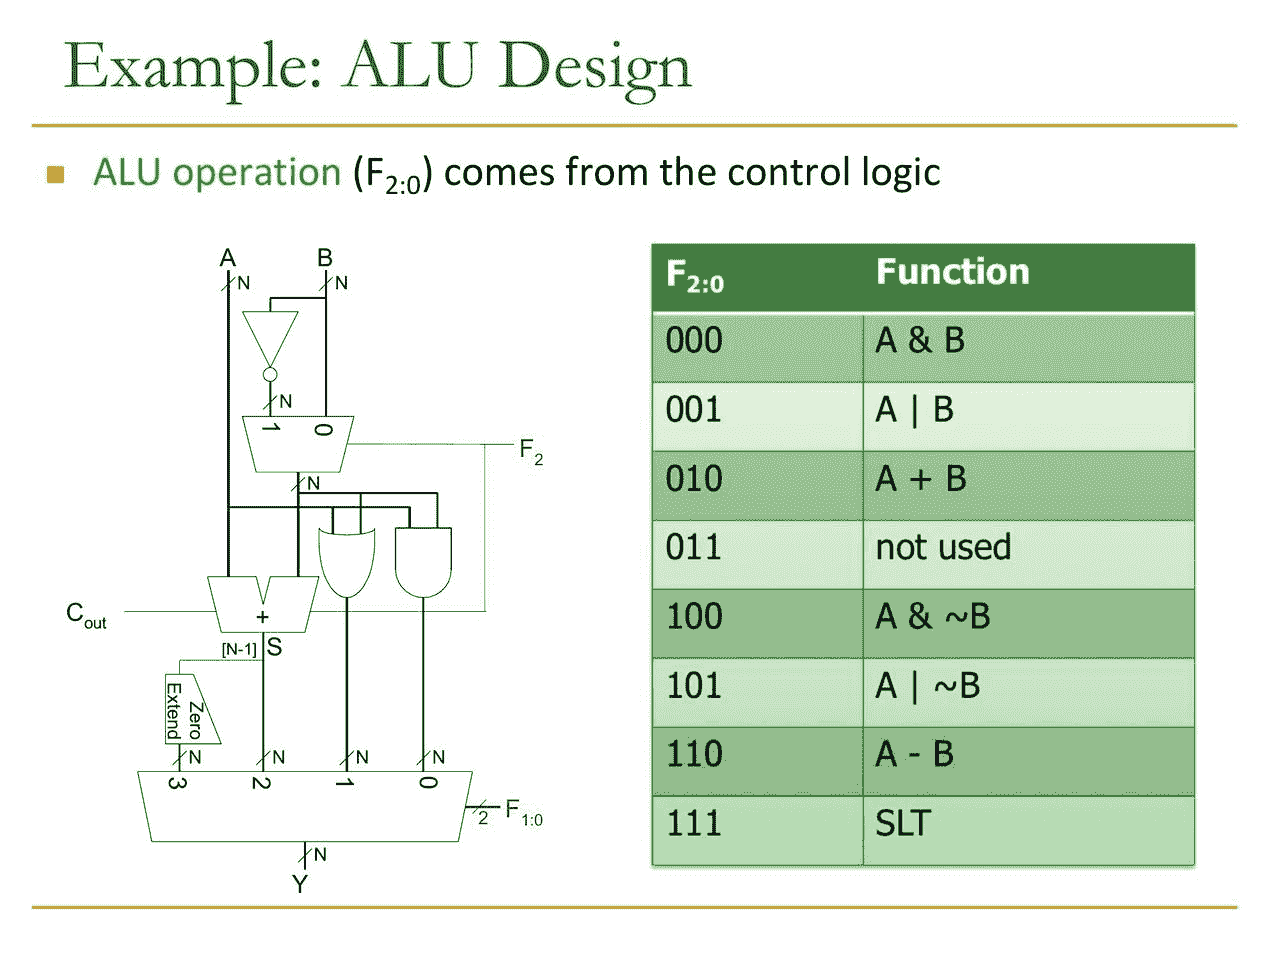 Example: ALU Design
ALU operation (F2:0) comes from the control logic
A B
N N
N
1 0
F2
N
Cout
+
[N-1] S
Zero
Extend
N N N N
3 2 1 0
2 F1:0
N
Y
F2:0 Function
000 A & B
001 A | B
010 A + B
011 not used
100 A & ~B
101 A | ~B
110 A - B
111 SLT